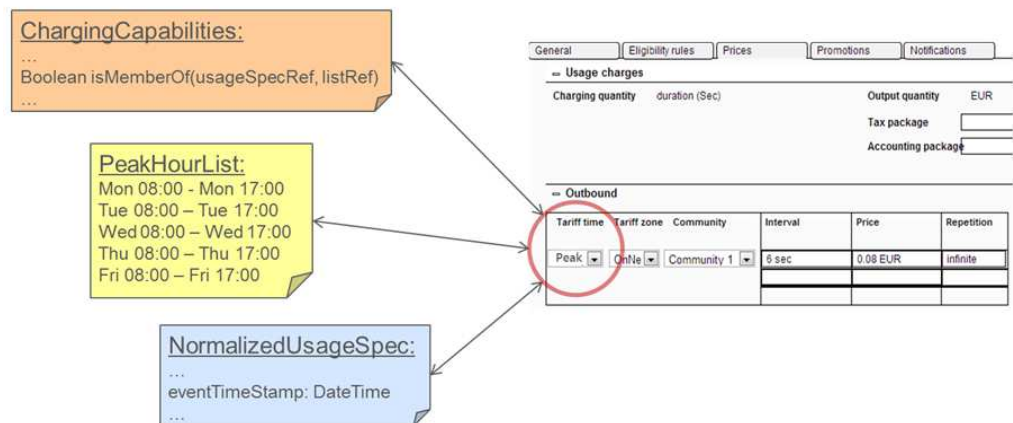 ChargingCapabilities:
...
Boolean isMemberOf(usageSpecRef, listRef)
...
PeakHourList:
Mon 08:00 - Mon 17:00
Tue 08:00 – Tue 17:00
Wed 08:00 – Wed 17:00
Thu 08:00 – Thu 17:00
Fri 08:00 – Fri 17:00
NormalizedUsageSpec:
...
eventTimeStamp: DateTime
...
General Eligibility rules Prices Promotions Notifications
Usage charges
Charging quantity duration (Sec) Output quantity EUR
Tax package
Accounting package
Outbound
Tariff time Tariff zone Community Interval Price Repetition
Peak OnNe Community 1 6 sec 0.08 EUR infinite